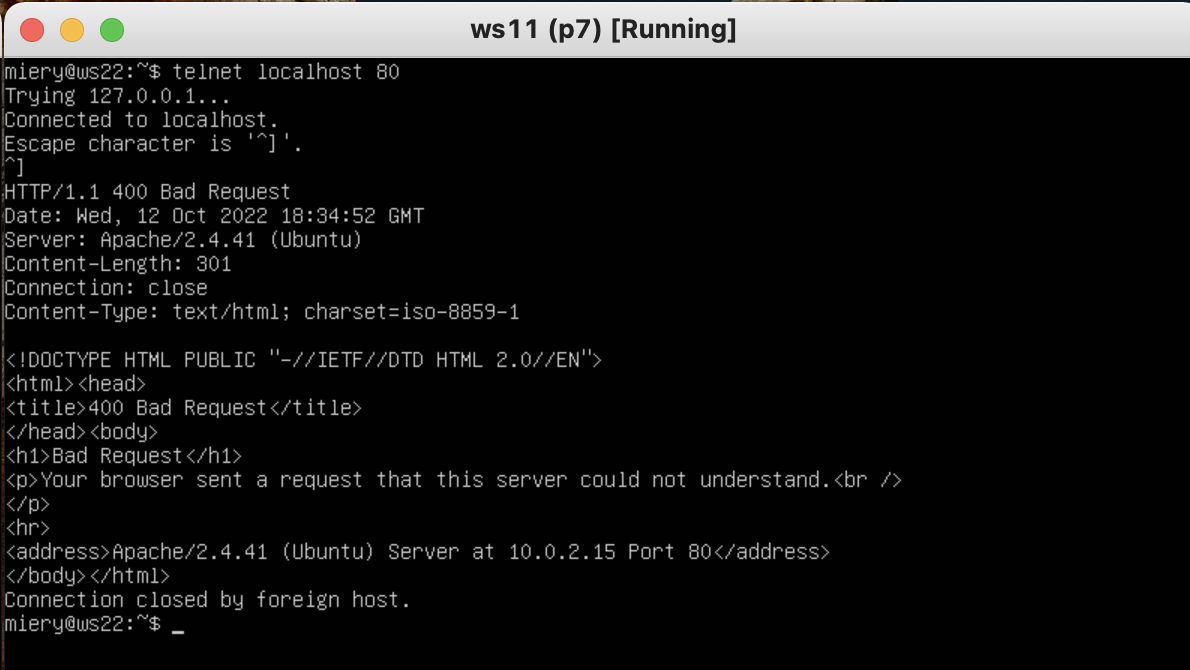 ws11 (p7) [Running]
miery@ws22:~$ telnet localhost 80
Trying 127.0.0.1...
Connected to localhost.
Escape character is '^]'.
^]
HTTP/1.1 400 Bad Request
Date: Wed, 12 Oct 2022 18:34:52 GMT
Server: Apache/2.4.41 (Ubuntu)
Content-Length: 301
Connection: close
Content-Type: text/html; charset=iso-8859-1

<!DOCTYPE HTML PUBLIC "-//IETF//DTD HTML 2.0//EN">
<html><head>
<title>400 Bad Request</title>
</head><body>
<h1>Bad Request</h1>
<p>Your browser sent a request that this server could not understand.<br />
</p>
<hr>
<address>Apache/2.4.41 (Ubuntu) Server at 10.0.2.15 Port 80</address>
</body></html>
Connection closed by foreign host.
miery@ws22:~$ _